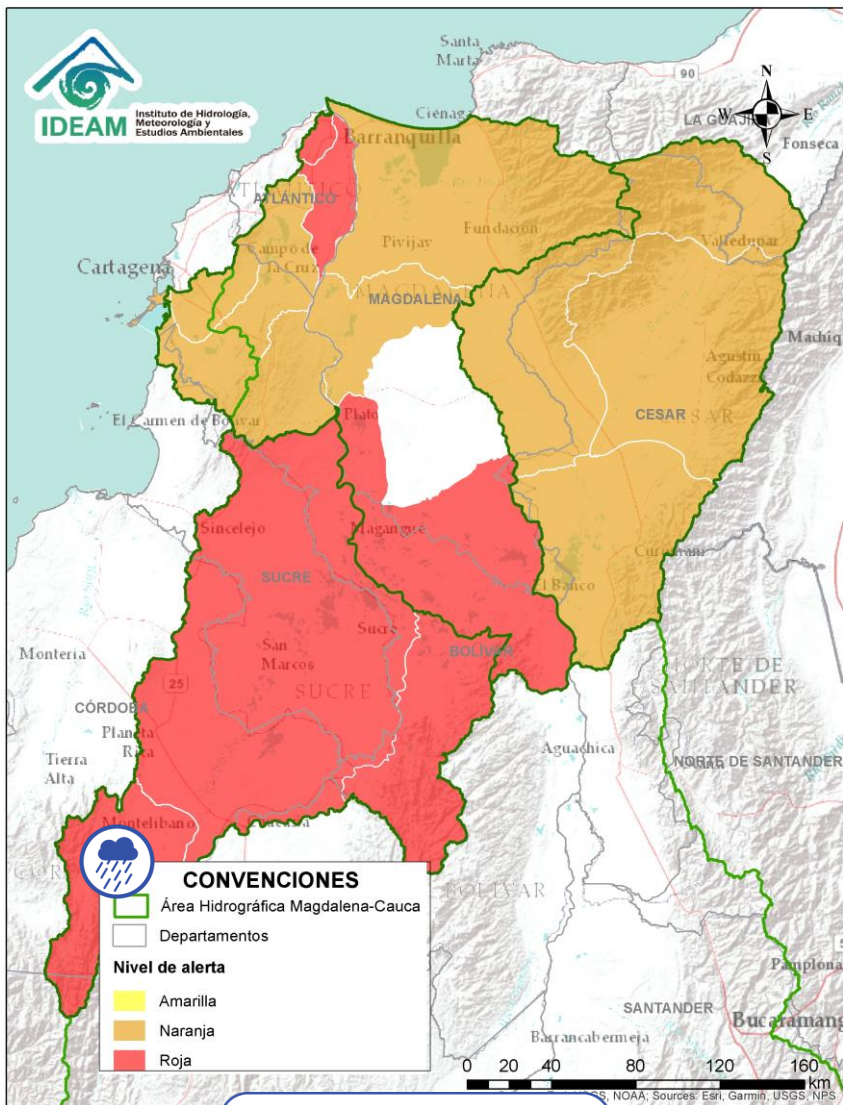 IDEAM
Instituto de Hidrología,
Meteorología y
Estudios Ambientales
Santa
Marta
90
N
W
E
S
LA GUAJIRA
Ciénaga
Barranquilla
Fonseca
ATLÁNTICO
Campo de
la Cruz
Pivijay
Fundación
Valledupar
Cartagena
MAGDALENA
MAGDALENA
Agustín
Codazzi
CESAR
El Carmen de Bolívar
Plato
Sincelejo
Magangué
SUCRE
El Banco
Sucre
BOLÍVAR
San
Marcos
SUCRE
Montería
25
NORTE DE
SANTANDER
CÓRDOBA
Planeta
Rica
Tierra
Alta
Aguachica
NORTE DE SANTANDER
Montelíbano
BOLÍVAR
CONVENCIONES
Área Hidrográfica Magdalena-Cauca
Departamentos
Nivel de alerta
Amarilla
Naranja
Roja
SANTANDER
Pamplona
Bucaramang
Barrancabermeja
0 20 40 80 120 160
km
USGS, NOAA; Sources: Esri, Garmin, USGS, NPS